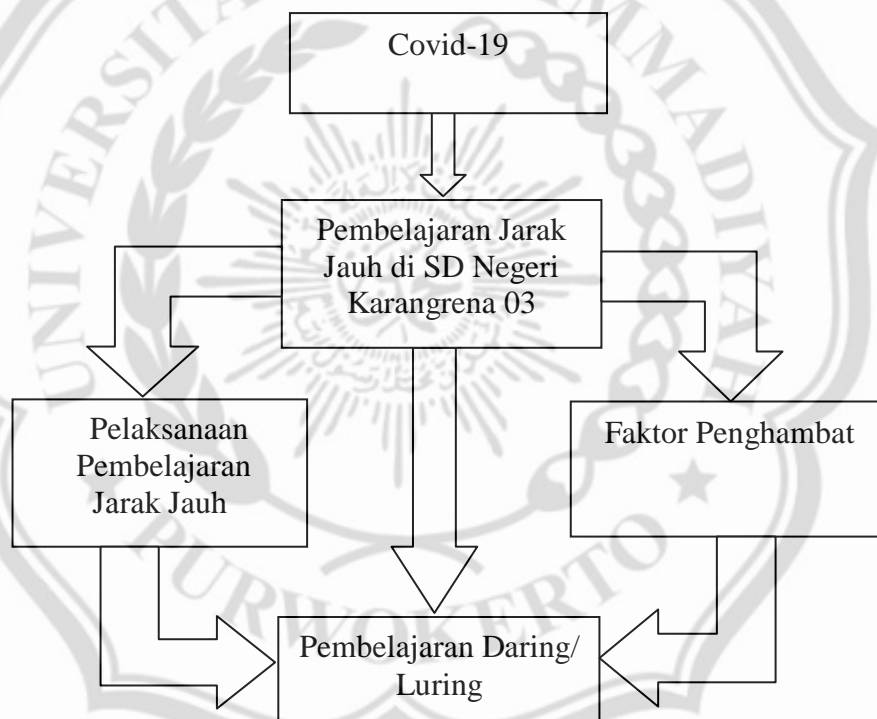 Covid-19
Pembelajaran Jarak
Jauh di SD Negeri
Karangrena 03
Pelaksanaan
Pembelajaran
Jarak Jauh
Faktor Penghambat
Pembelajaran Daring/
Luring
PURWOKERTO